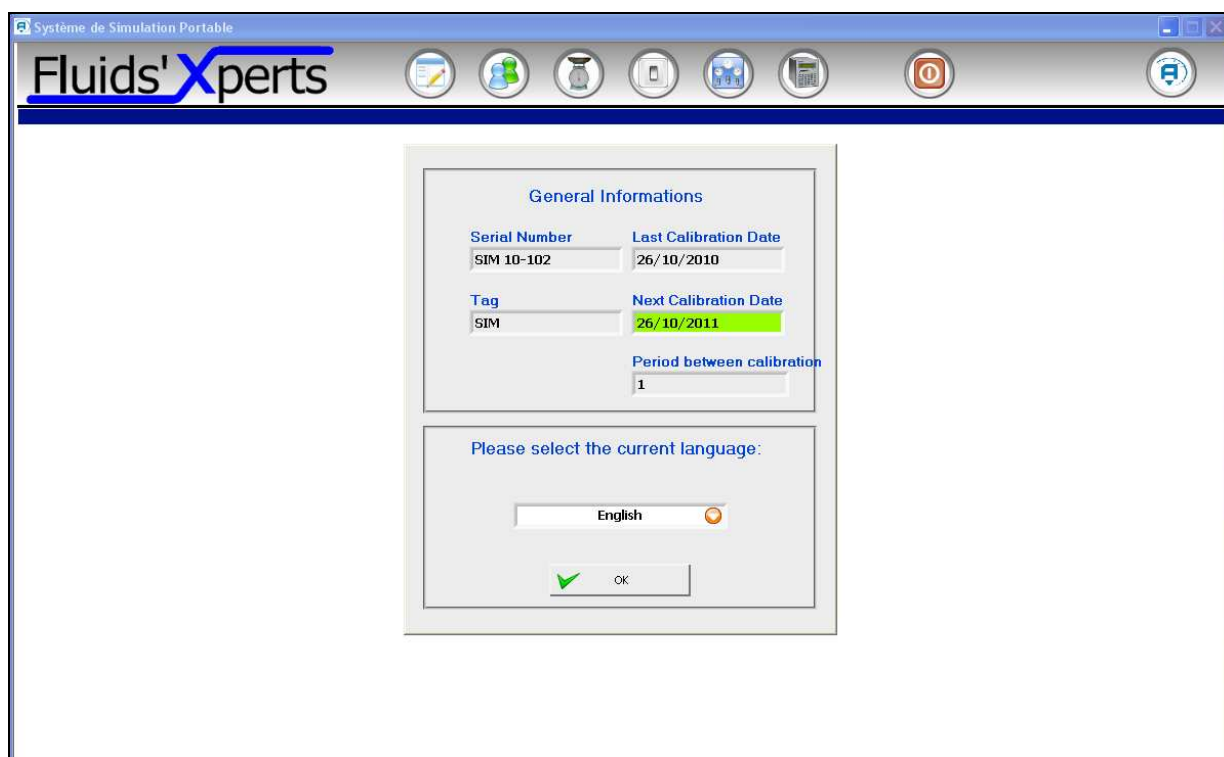 Système de Simulation Portable
Fluids'Xperts
General Informations
Serial Number Last Calibration Date
SIM 10-102 26/10/2010
Tag Next Calibration Date
SIM 26/10/2011
Period between calibration
1
Please select the current language:
English
OK